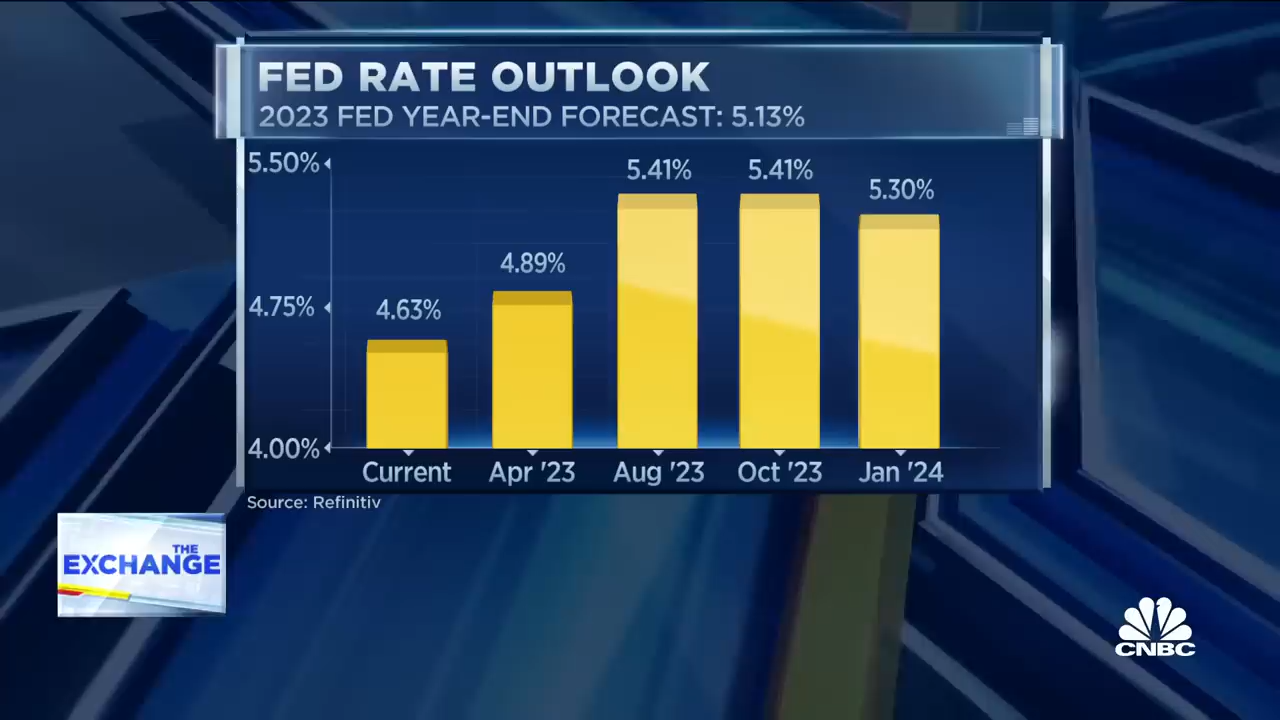 FED RATE OUTLOOK
2023 FED YEAR-END FORECAST: 5.13%
5.50%
4.75%
4.00%
4.63%
4.89%
5.41%
5.41%
5.30%
Current
Apr '23
Aug '23
Oct '23
Jan '24
Source: Refinitiv
THE
EXCHANGE
CNBC